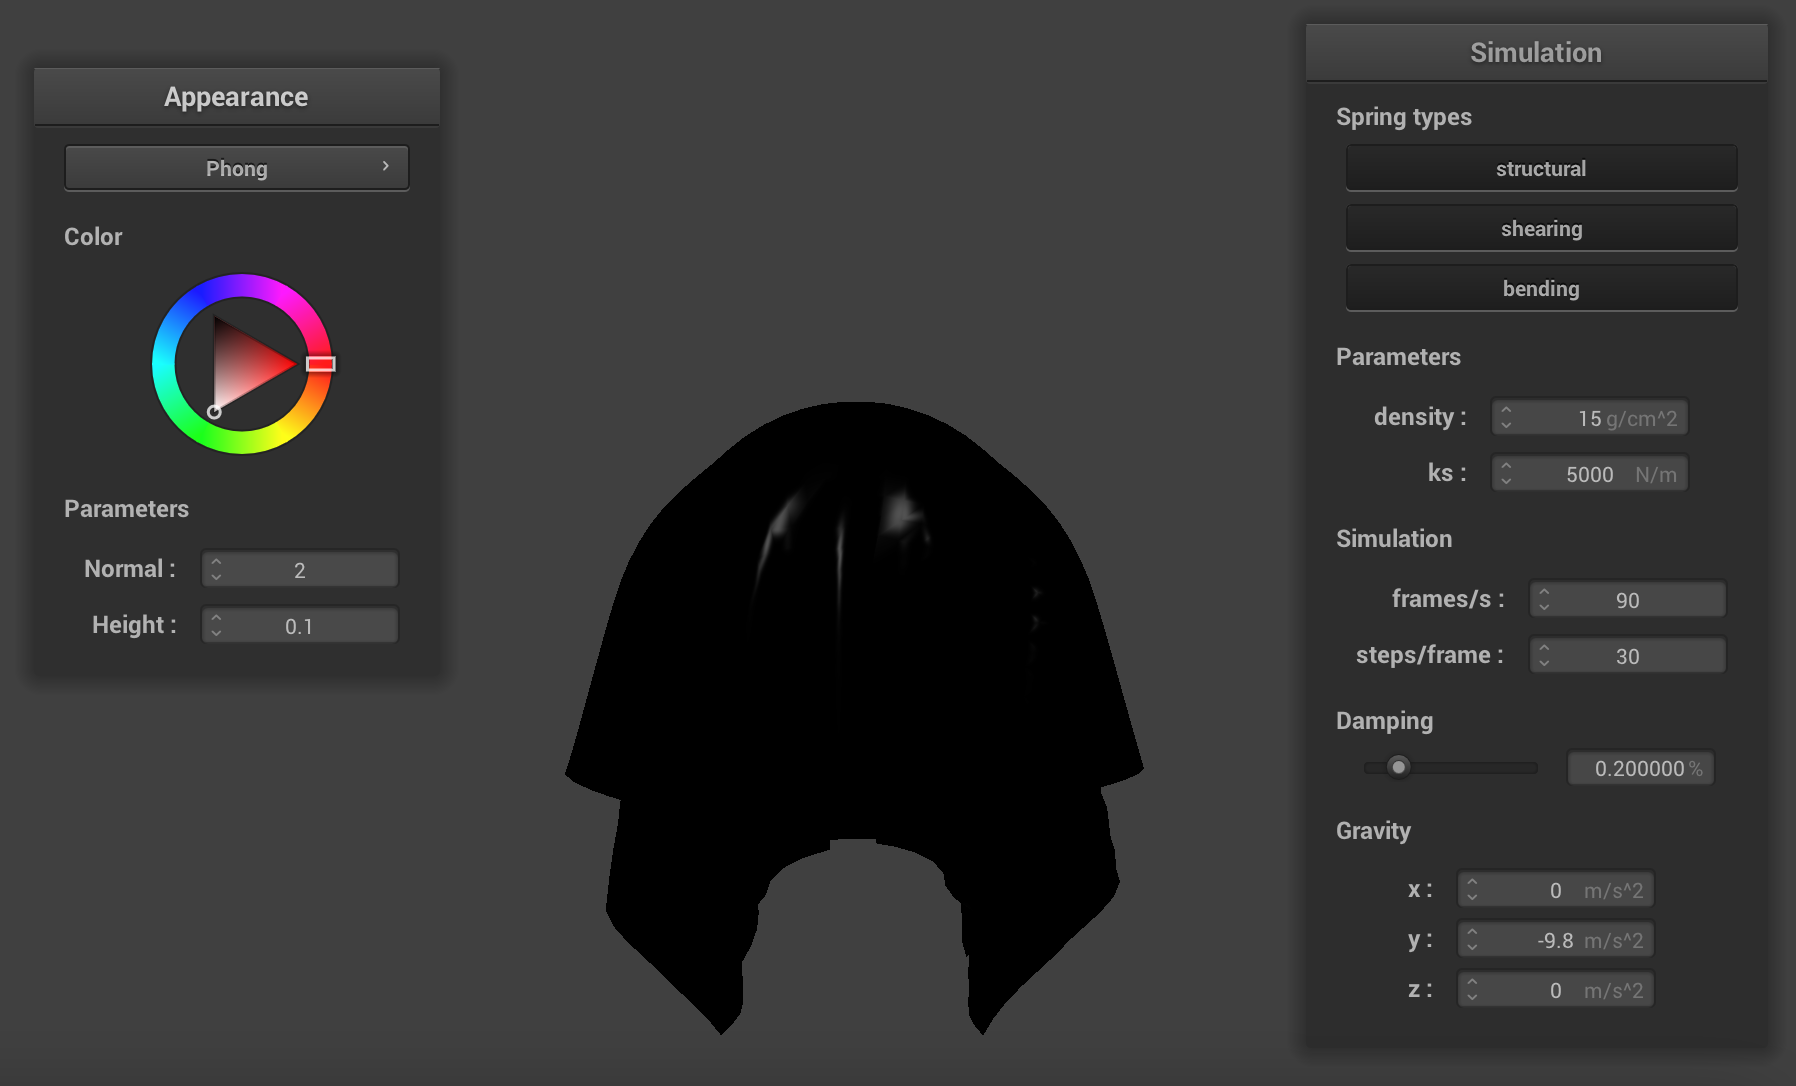 Appearance
Phong
Color
Parameters
Normal : 2
Height : 0.1
Simulation
Spring types
structural
shearing
bending
Parameters
density : 15 g/cm^2
ks : 5000 N/m
Simulation
frames/s : 90
steps/frame : 30
Damping
0.200000 %
Gravity
x : 0 m/s^2
y : -9.8 m/s^2
z : 0 m/s^2